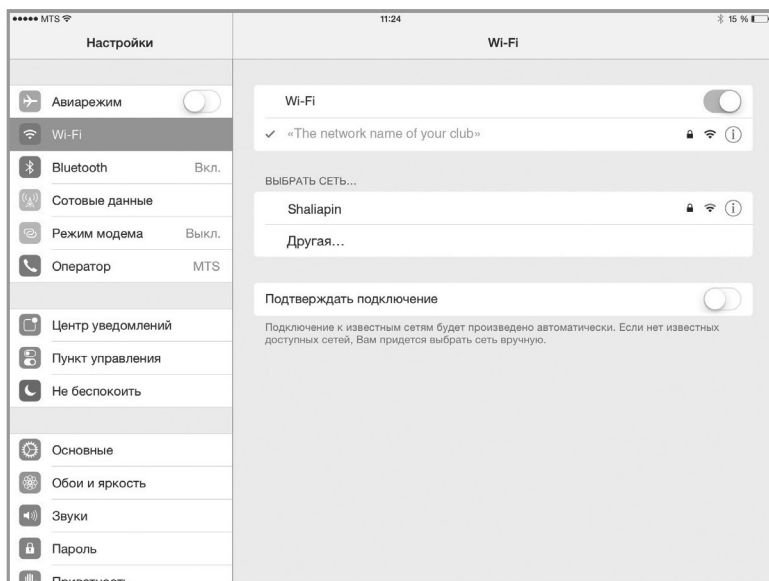 MTS
11:24
15 %
Настройки
Wi-Fi
Авиарежим
Wi-Fi
Bluetooth Вкл.
Сотовые данные
Режим модема Выкл.
Оператор MTS
Центр уведомлений
Пункт управления
Не беспокоить
Основные
Обои и яркость
Звуки
Пароль
Приватность
Wi-Fi
«The network name of your club»
ВЫБРАТЬ СЕТЬ...
Shaliapin
Другая...
Подтверждать подключение
Подключение к известным сетям будет произведено автоматически. Если нет известных
доступных сетей, Вам придется выбрать сеть вручную.